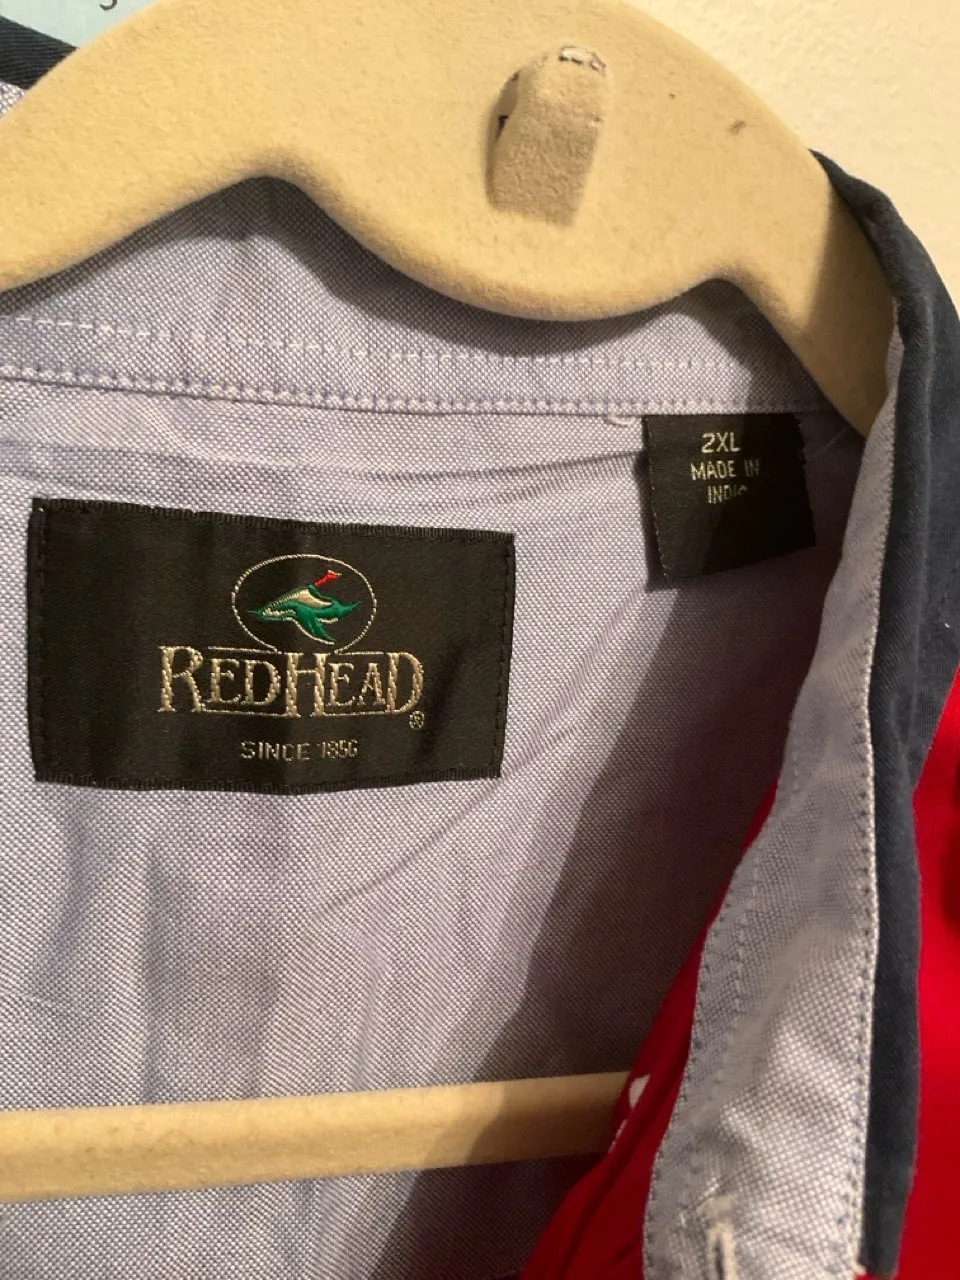 2XL
MADE IN
INDIA
REDHEAD®
SINCE 1856